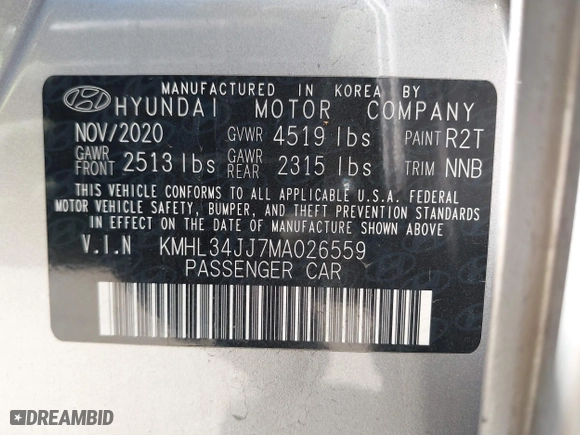 MANUFACTURED IN KOREA BY
HYUNDAI MOTOR COMPANY
NOV/2020 GVWR 4519 lbs PAINT R2T
GAWR FRONT 2513 lbs GAWR REAR 2315 lbs TRIM NNB
THIS VEHICLE CONFORMS TO ALL APPLICABLE U.S.A. FEDERAL
MOTOR VEHICLE SAFETY, BUMPER, AND THEFT PREVENTION STANDARDS
IN EFFECT ON THE DATE OF MANUFACTURE SHOWN ABOVE.
V.I.N KMHL34JJ7MA026559
PASSENGER CAR
DREAMBID